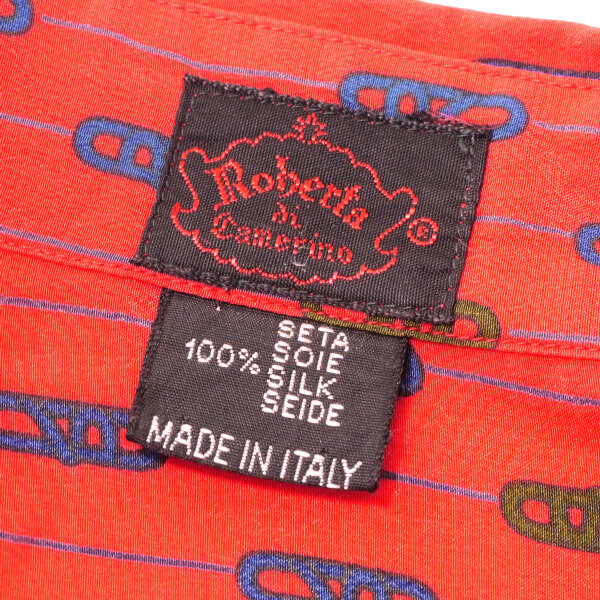 Roberta
di
Camerino ®
SETA
100% SOIE
SILK
SEIDE
MADE IN ITALY